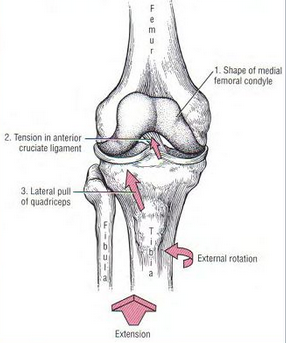 Femur
1. Shape of medial
femoral condyle
2. Tension in anterior
cruciate ligament
3. Lateral pull
of quadriceps
Fibula
Tibia
External rotation
Extension